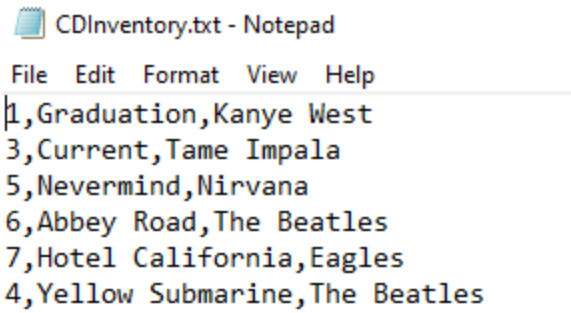 CDInventory.txt - Notepad
File Edit Format View Help
1,Graduation,Kanye West
3,Current,Tame Impala
5,Nevermind,Nirvana
6,Abbey Road,The Beatles
7,Hotel California,Eagles
4,Yellow Submarine,The Beatles